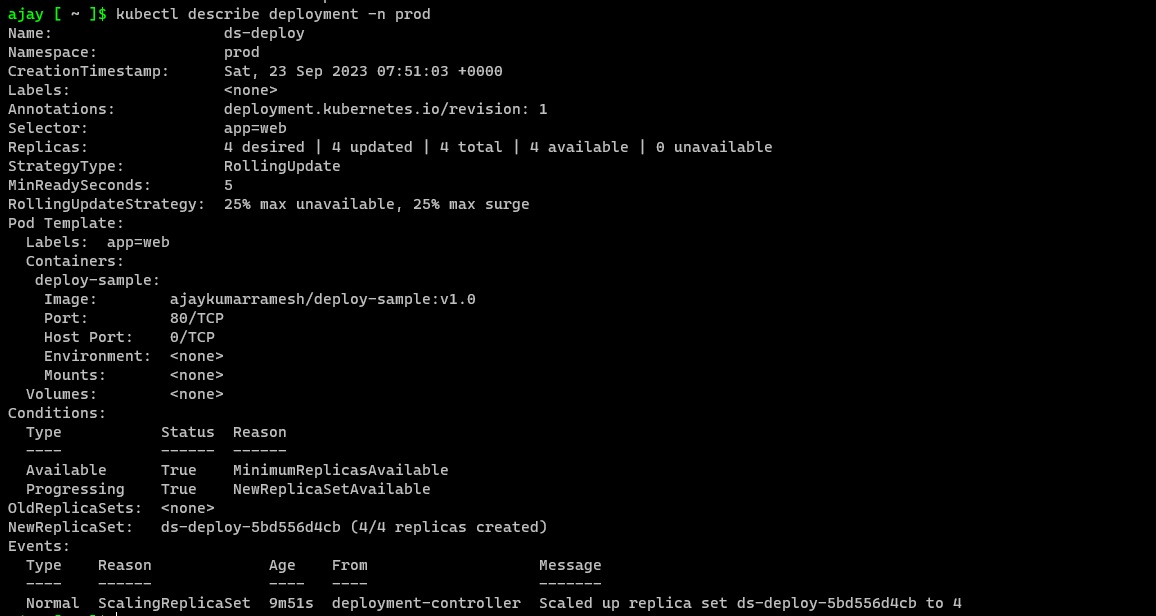 ajay [ ~ ]$ kubectl describe deployment -n prod
Name:                   ds-deploy
Namespace:              prod
CreationTimestamp:      Sat, 23 Sep 2023 07:51:03 +0000
Labels:                 <none>
Annotations:            deployment.kubernetes.io/revision: 1
Selector:               app=web
Replicas:               4 desired | 4 updated | 4 total | 4 available | 0 unavailable
StrategyType:           RollingUpdate
MinReadySeconds:        5
RollingUpdateStrategy:  25% max unavailable, 25% max surge
Pod Template:
  Labels:  app=web
  Containers:
   deploy-sample:
    Image:        ajaykumarramesh/deploy-sample:v1.0
    Port:         80/TCP
    Host Port:    0/TCP
    Environment:  <none>
    Mounts:       <none>
  Volumes:        <none>
Conditions:
  Type           Status  Reason
  ----           ------  ------
  Available      True    MinimumReplicasAvailable
  Progressing    True    NewReplicaSetAvailable
OldReplicaSets:  <none>
NewReplicaSet:   ds-deploy-5bd556d4cb (4/4 replicas created)
Events:
  Type    Reason             Age    From                   Message
  ----    ------             ----   ----                   -------
  Normal  ScalingReplicaSet  9m51s  deployment-controller  Scaled up replica set ds-deploy-5bd556d4cb to 4